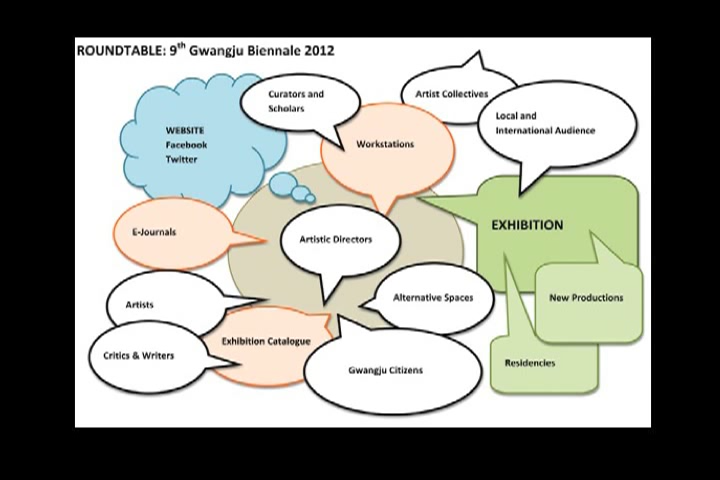 ROUNDTABLE: 9th Gwangju Biennale 2012
Curators and
Scholars
Artist Collectives
Local and
International Audience
WEBSITE
Facebook
Twitter
Workstations
E-Journals
Artistic Directors
EXHIBITION
Artists
Alternative Spaces
New Productions
Exhibition Catalogue
Critics & Writers
Gwangju Citizens
Residencies